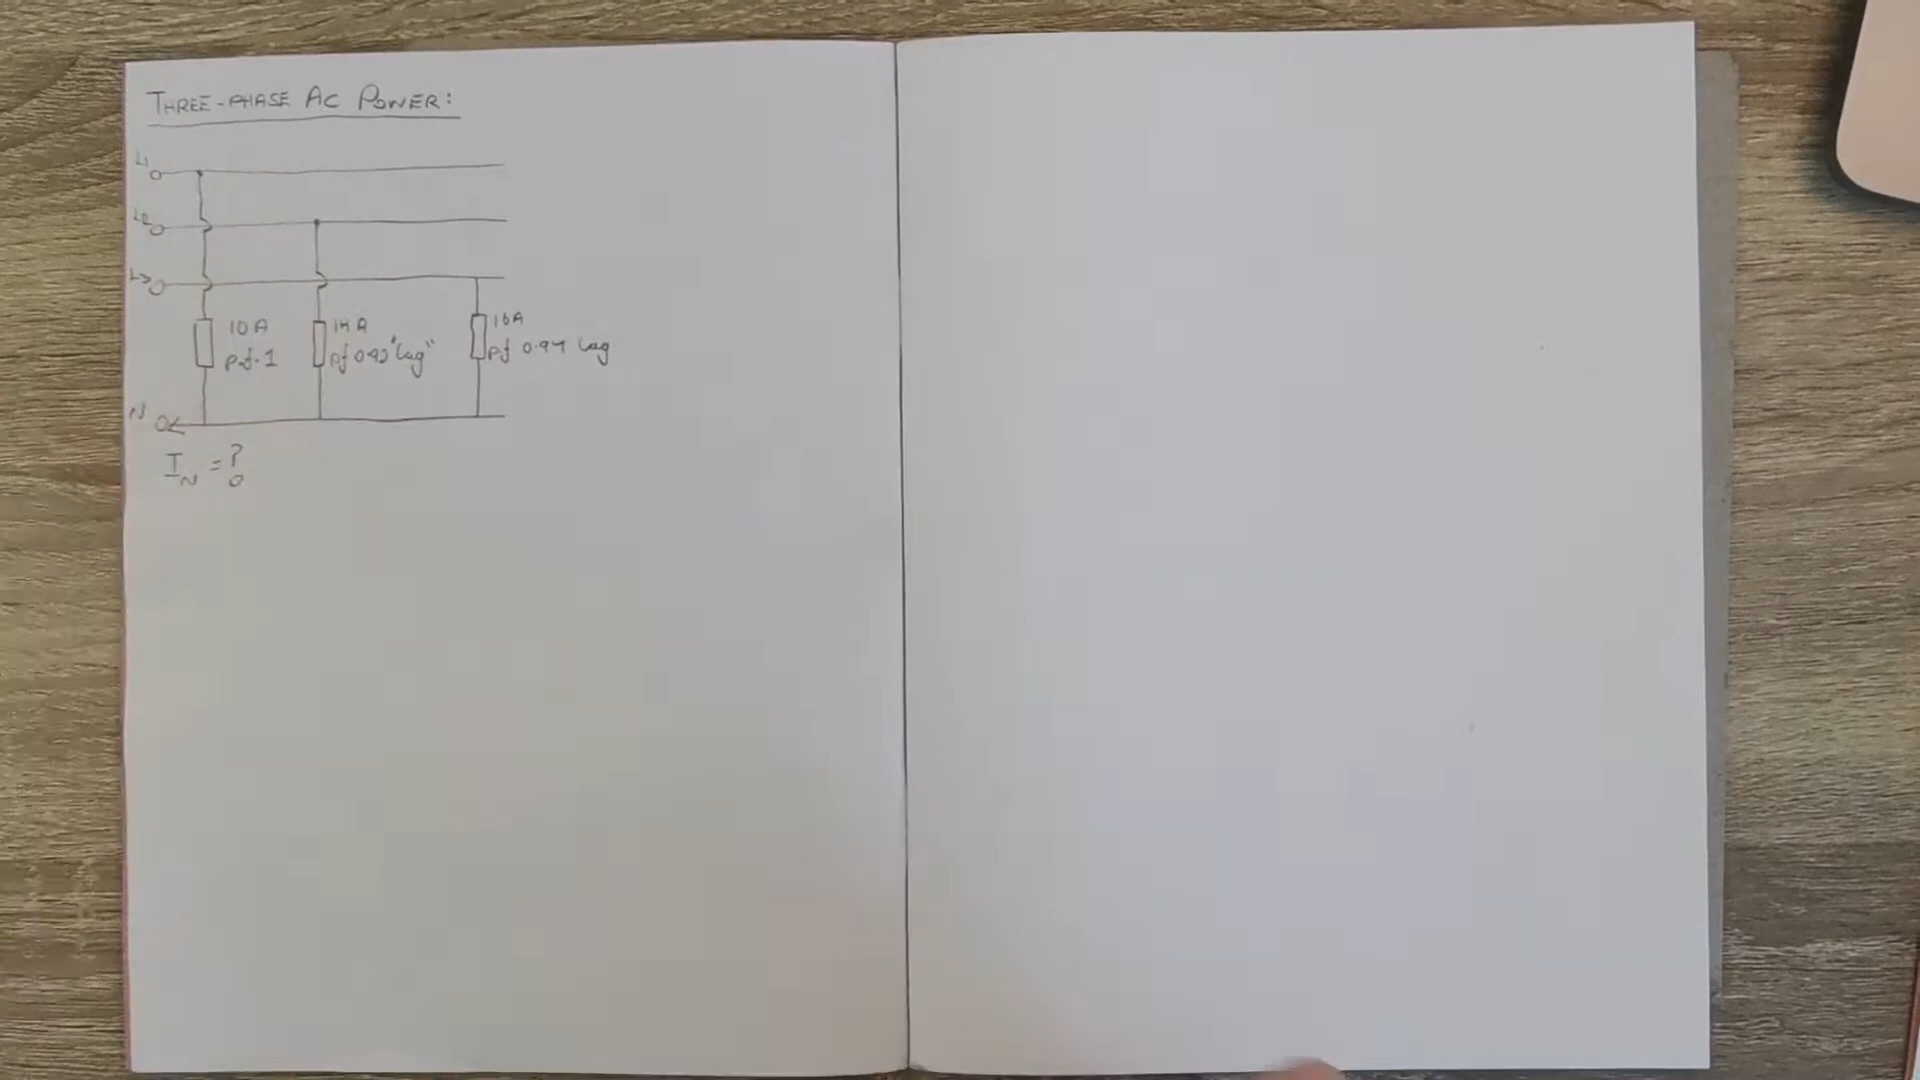 THREE-PHASE AC POWER:
L1
L2
L3
10A
p.f. 1
14A
pf 0.92 "lag"
16A
pf 0.94 lag
N
IN = ?